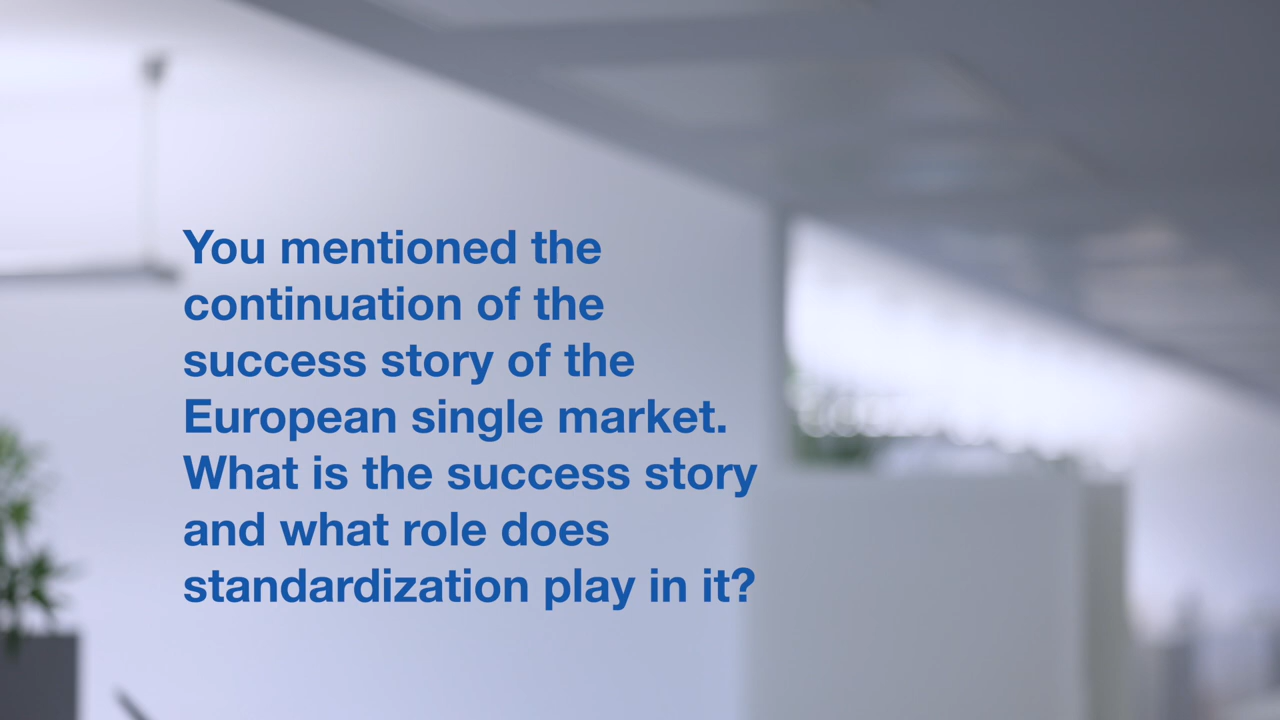 You mentioned the
continuation of the
success story of the
European single market.
What is the success story
and what role does
standardization play in it?